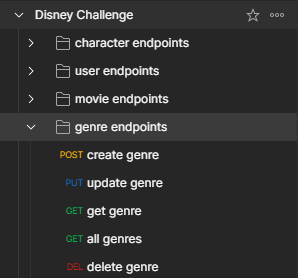 Disney Challenge
character endpoints
user endpoints
movie endpoints
genre endpoints
POST create genre
PUT update genre
GET get genre
GET all genres
DEL delete genre